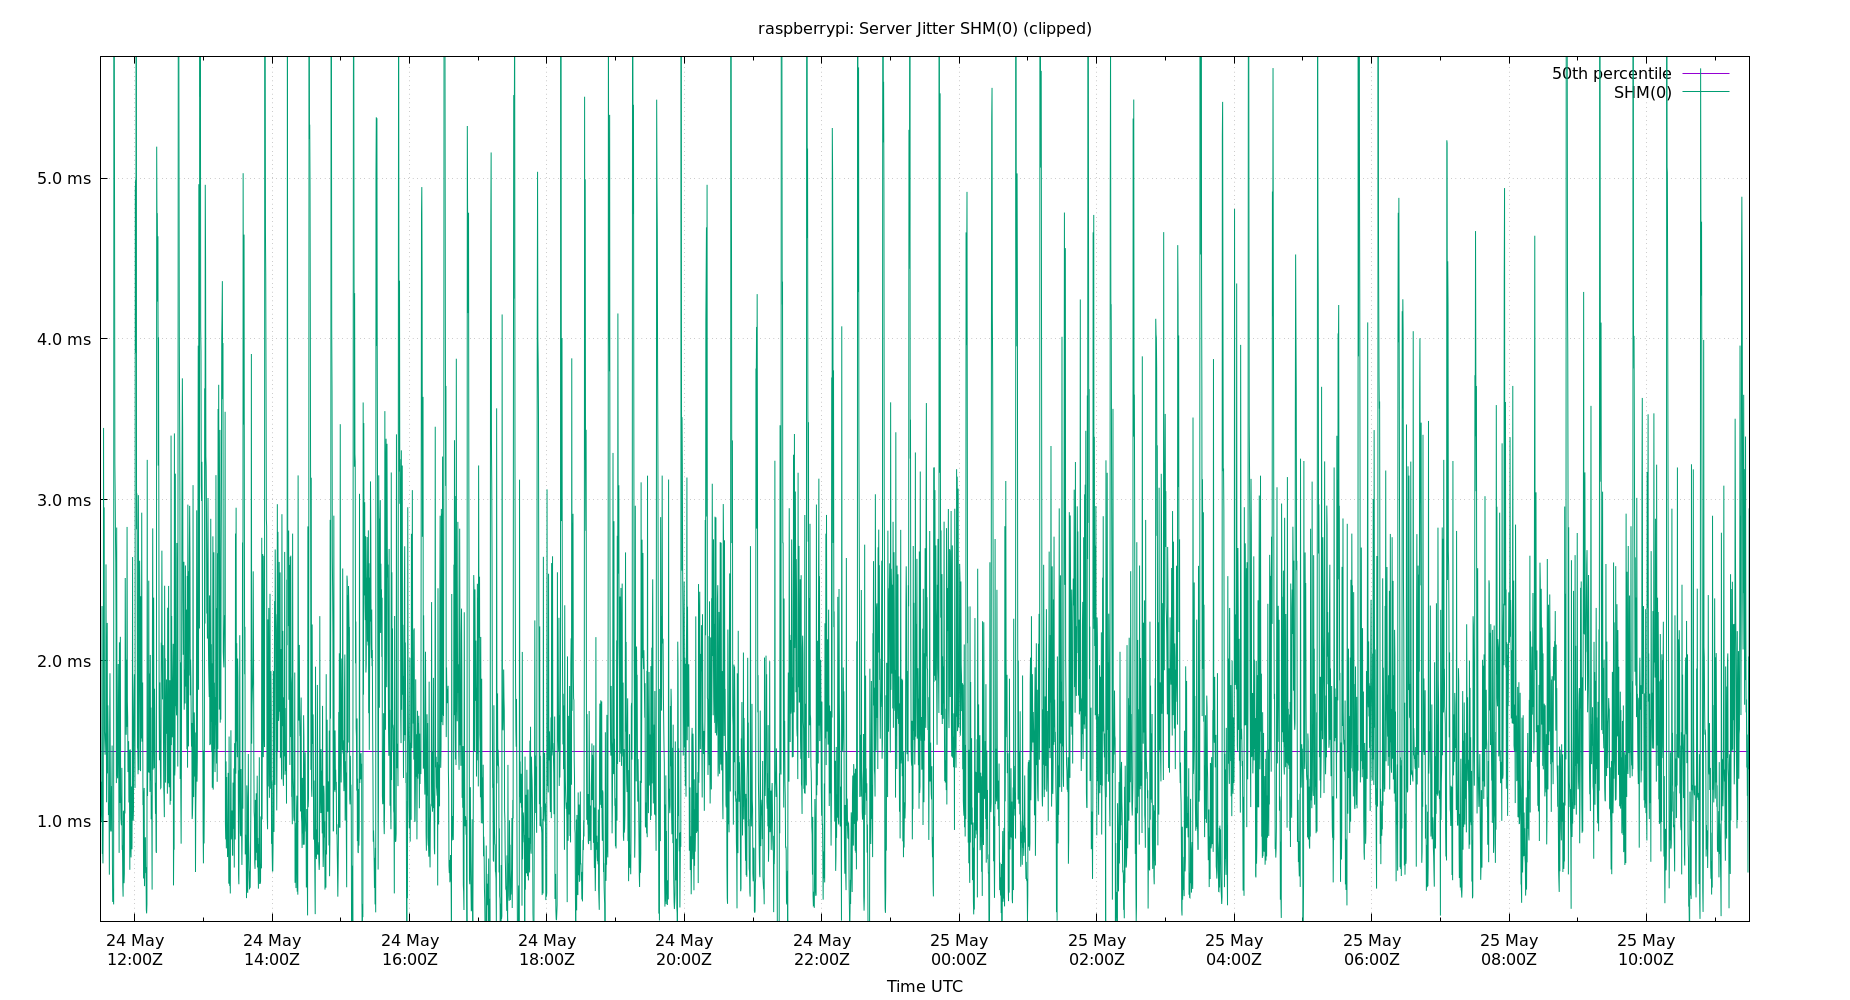 raspberrypi: Server Jitter SHM(0) (clipped)
50th percentile
SHM(0)
5.0 ms
4.0 ms
3.0 ms
2.0 ms
1.0 ms
24 May 24 May 24 May 24 May 24 May 24 May 25 May 25 May 25 May 25 May 25 May 25 May
12:00Z 14:00Z 16:00Z 18:00Z 20:00Z 22:00Z 00:00Z 02:00Z 04:00Z 06:00Z 08:00Z 10:00Z
Time UTC